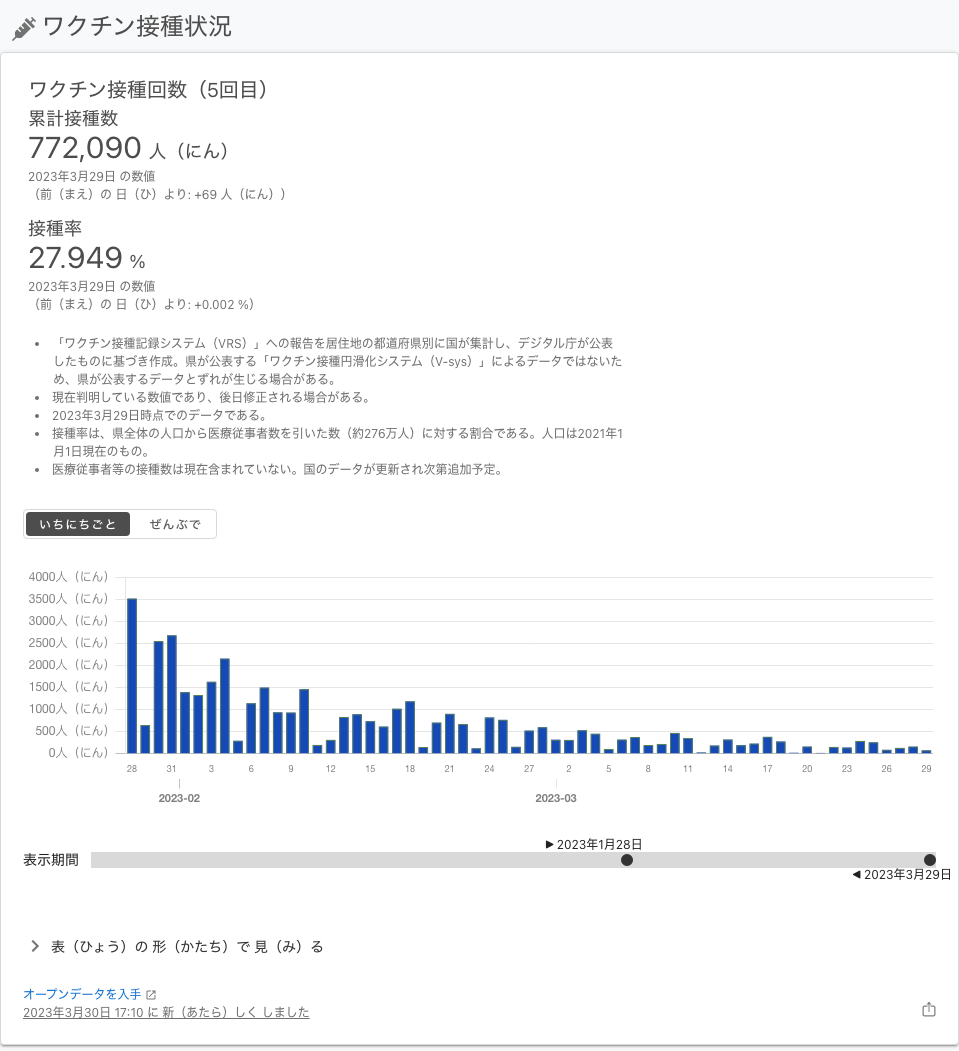 ワクチン接種状況
ワクチン接種回数（5回目）
累計接種数
772,090 人（にん）
2023年3月29日 の数値
（前（まえ）の 日（ひ）より: +69 人（にん））
接種率
27.949 %
2023年3月29日 の数値
（前（まえ）の 日（ひ）より: +0.002 %）
• 「ワクチン接種記録システム（VRS）」への報告を居住地の都道府県別に国が集計し、デジタル庁が公表
したものに基づき作成。県が公表する「ワクチン接種円滑化システム（V-sys）」によるデータではないた
め、県が公表するデータとずれが生じる場合がある。
• 現在判明している数値であり、後日修正される場合がある。
• 2023年3月29日時点でのデータである。
• 接種率は、県全体の人口から医療従事者数を引いた数（約276万人）に対する割合である。人口は2021年1
月1日現在のもの。
• 医療従事者等の接種数は現在含まれていない。国のデータが更新され次第追加予定。
いちにちごと ぜんぶで
4000人（にん）
3500人（にん）
3000人（にん）
2500人（にん）
2000人（にん）
1500人（にん）
1000人（にん）
500人（にん）
0人（にん）
28 31 3 6 9 12 15 18 21 24 27 2 5 8 11 14 17 20 23 26 29
2023-02 2023-03
▶ 2023年1月28日
表示期間
◀ 2023年3月29日
表（ひょう）の 形（かたち）で 見（み）る
オープンデータを入手
2023年3月30日 17:10 に 新（あたら）しく しました